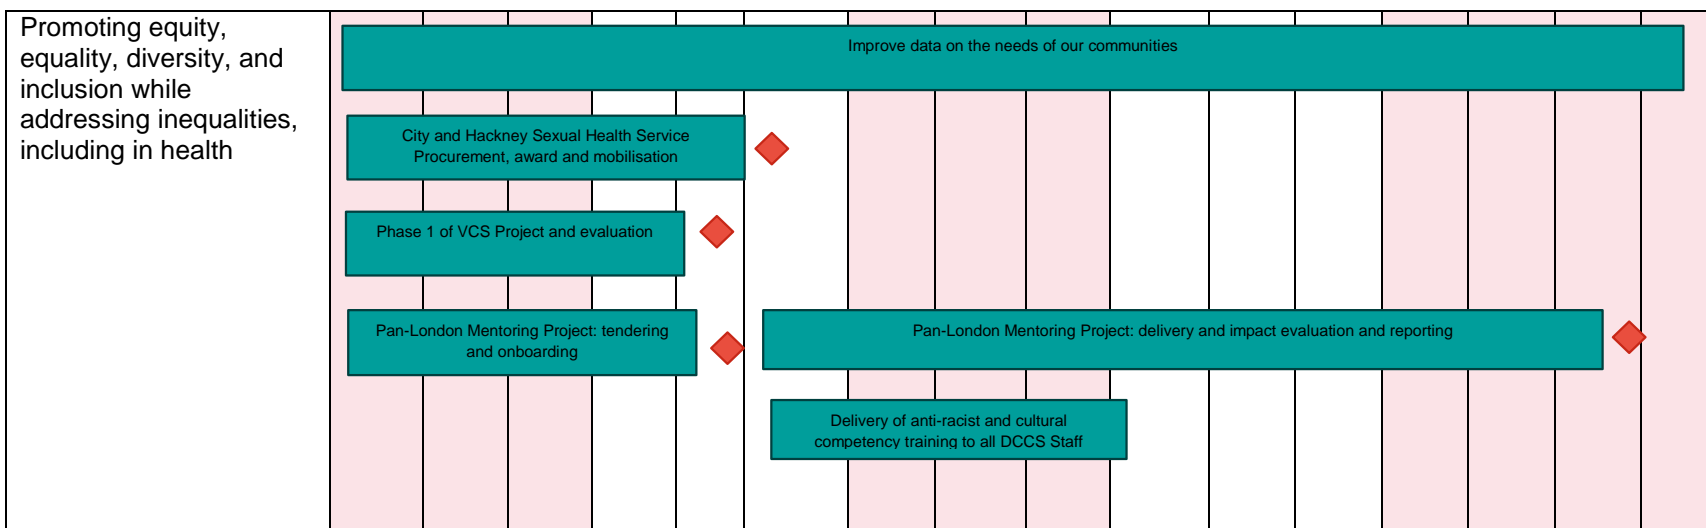 Promoting equity,
equality, diversity, and
inclusion while
addressing inequalities,
including in health
Improve data on the needs of our communities
City and Hackney Sexual Health Service
Procurement, award and mobilisation
Phase 1 of VCS Project and evaluation
Pan-London Mentoring Project: tendering
and onboarding
Pan-London Mentoring Project: delivery and impact evaluation and reporting
Delivery of anti-racist and cultural
competency training to all DCCS Staff